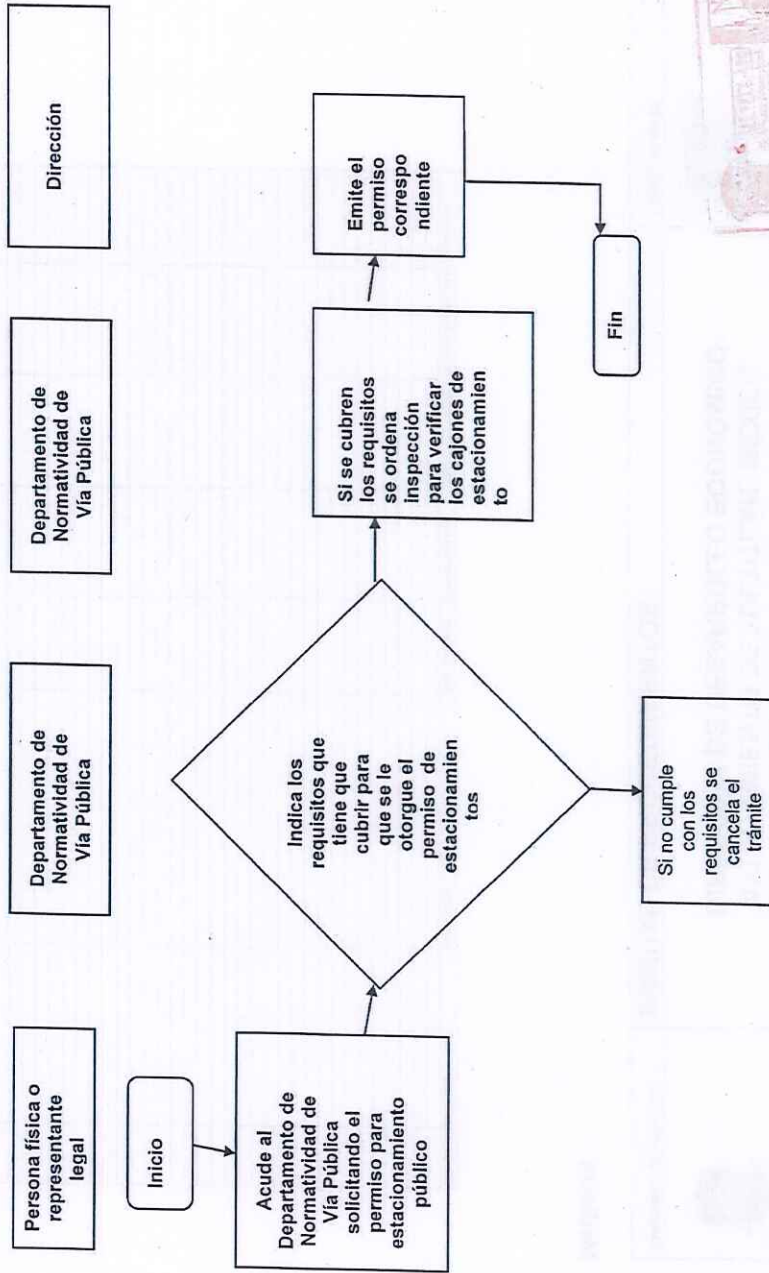 Persona física o
representante
legal
Departamento de
Normatividad de
Vía Pública
Departamento de
Normatividad de
Vía Pública
Dirección
Inicio
Acude al
Departamento de
Normatividad de
Vía Pública
solicitando el
permiso para
estacionamiento
público
Indica los
requisitos que
tiene que
cubrir para
que se le
otorgue el
permiso de
estacionamien
tos
Si se cubren
los requisitos
se ordena
inspección
para verificar
los cajones de
estacionamien
to
Emite el
permiso
correspo
ndiente
Fin
Si no cumple
con los
requisitos se
cancela el
trámite